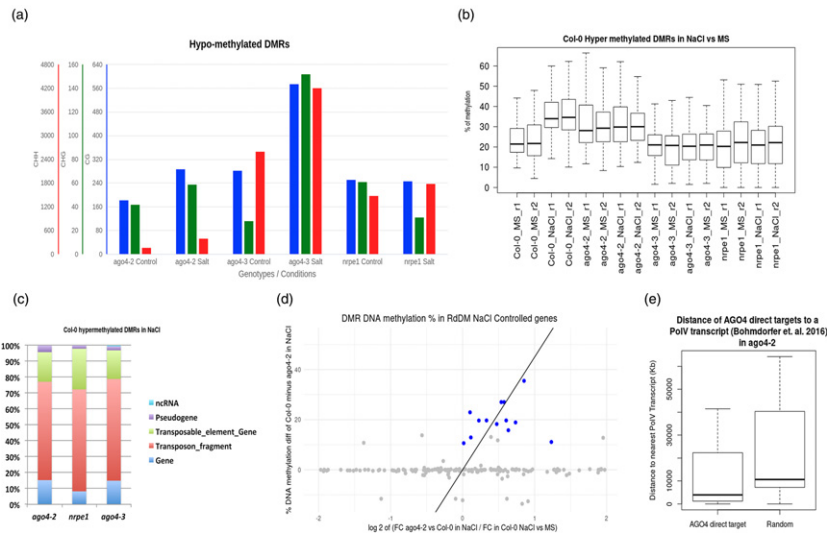 (a)
Hypo-methylated DMRs
4800 160 640
4200 140 560
3600 120 480
3000 100 400
2400 80 320
1800 60 240
1200 40 160
600 20 80
0 0 0
CHH
CHG
CG
ago4-2 Control ago4-2 Salt ago4-3 Control ago4-3 Salt nrpe1 Control nrpe1 Salt
Genotypes / Conditions
(b)
Col-0 Hyper methylated DMRs in NaCl vs MS
% of methylation
60
50
40
30
20
10
0
Col-0_MS_r1
Col-0_MS_r2
Col-0_NaCl_r1
Col-0_NaCl_r2
ago4-2_MS_r1
ago4-2_MS_r2
ago4-2_NaCl_r1
ago4-2_NaCl_r2
ago4-3_MS_r1
ago4-3_MS_r2
ago4-3_NaCl_r1
ago4-3_MS_r2
nrpe1_MS_r1
nrpe1_MS_r2
nrpe1_NaCl_r1
nrpe1_NaCl_r2
(c)
Col-0 hypermethylated DMRs in NaCl
100%
90%
80%
70%
60%
50%
40%
30%
20%
10%
0%
ago4-2 nrpe1 ago4-3
ncRNA
Pseudogene
Transposable_element_Gene
Transposon_fragment
Gene
(d)
DMR DNA methylation % in RdDM NaCl Controlled genes
% DNA methylation diff of Col-0 minus ago4-2 in NaCl
60
40
20
0
-2 -1 0 1 2
log 2 of (FC ago4-2 vs Col-0 in NaCl / FC in Col-0 NaCl vs MS)
(e)
Distance of AGO4 direct targets to a
PolV transcript (Bohmdorfer et. al. 2016)
in ago4-2
Distance to nearest PolV Transcript (Kb)
50000
30000
10000
0
AGO4 direct target Random